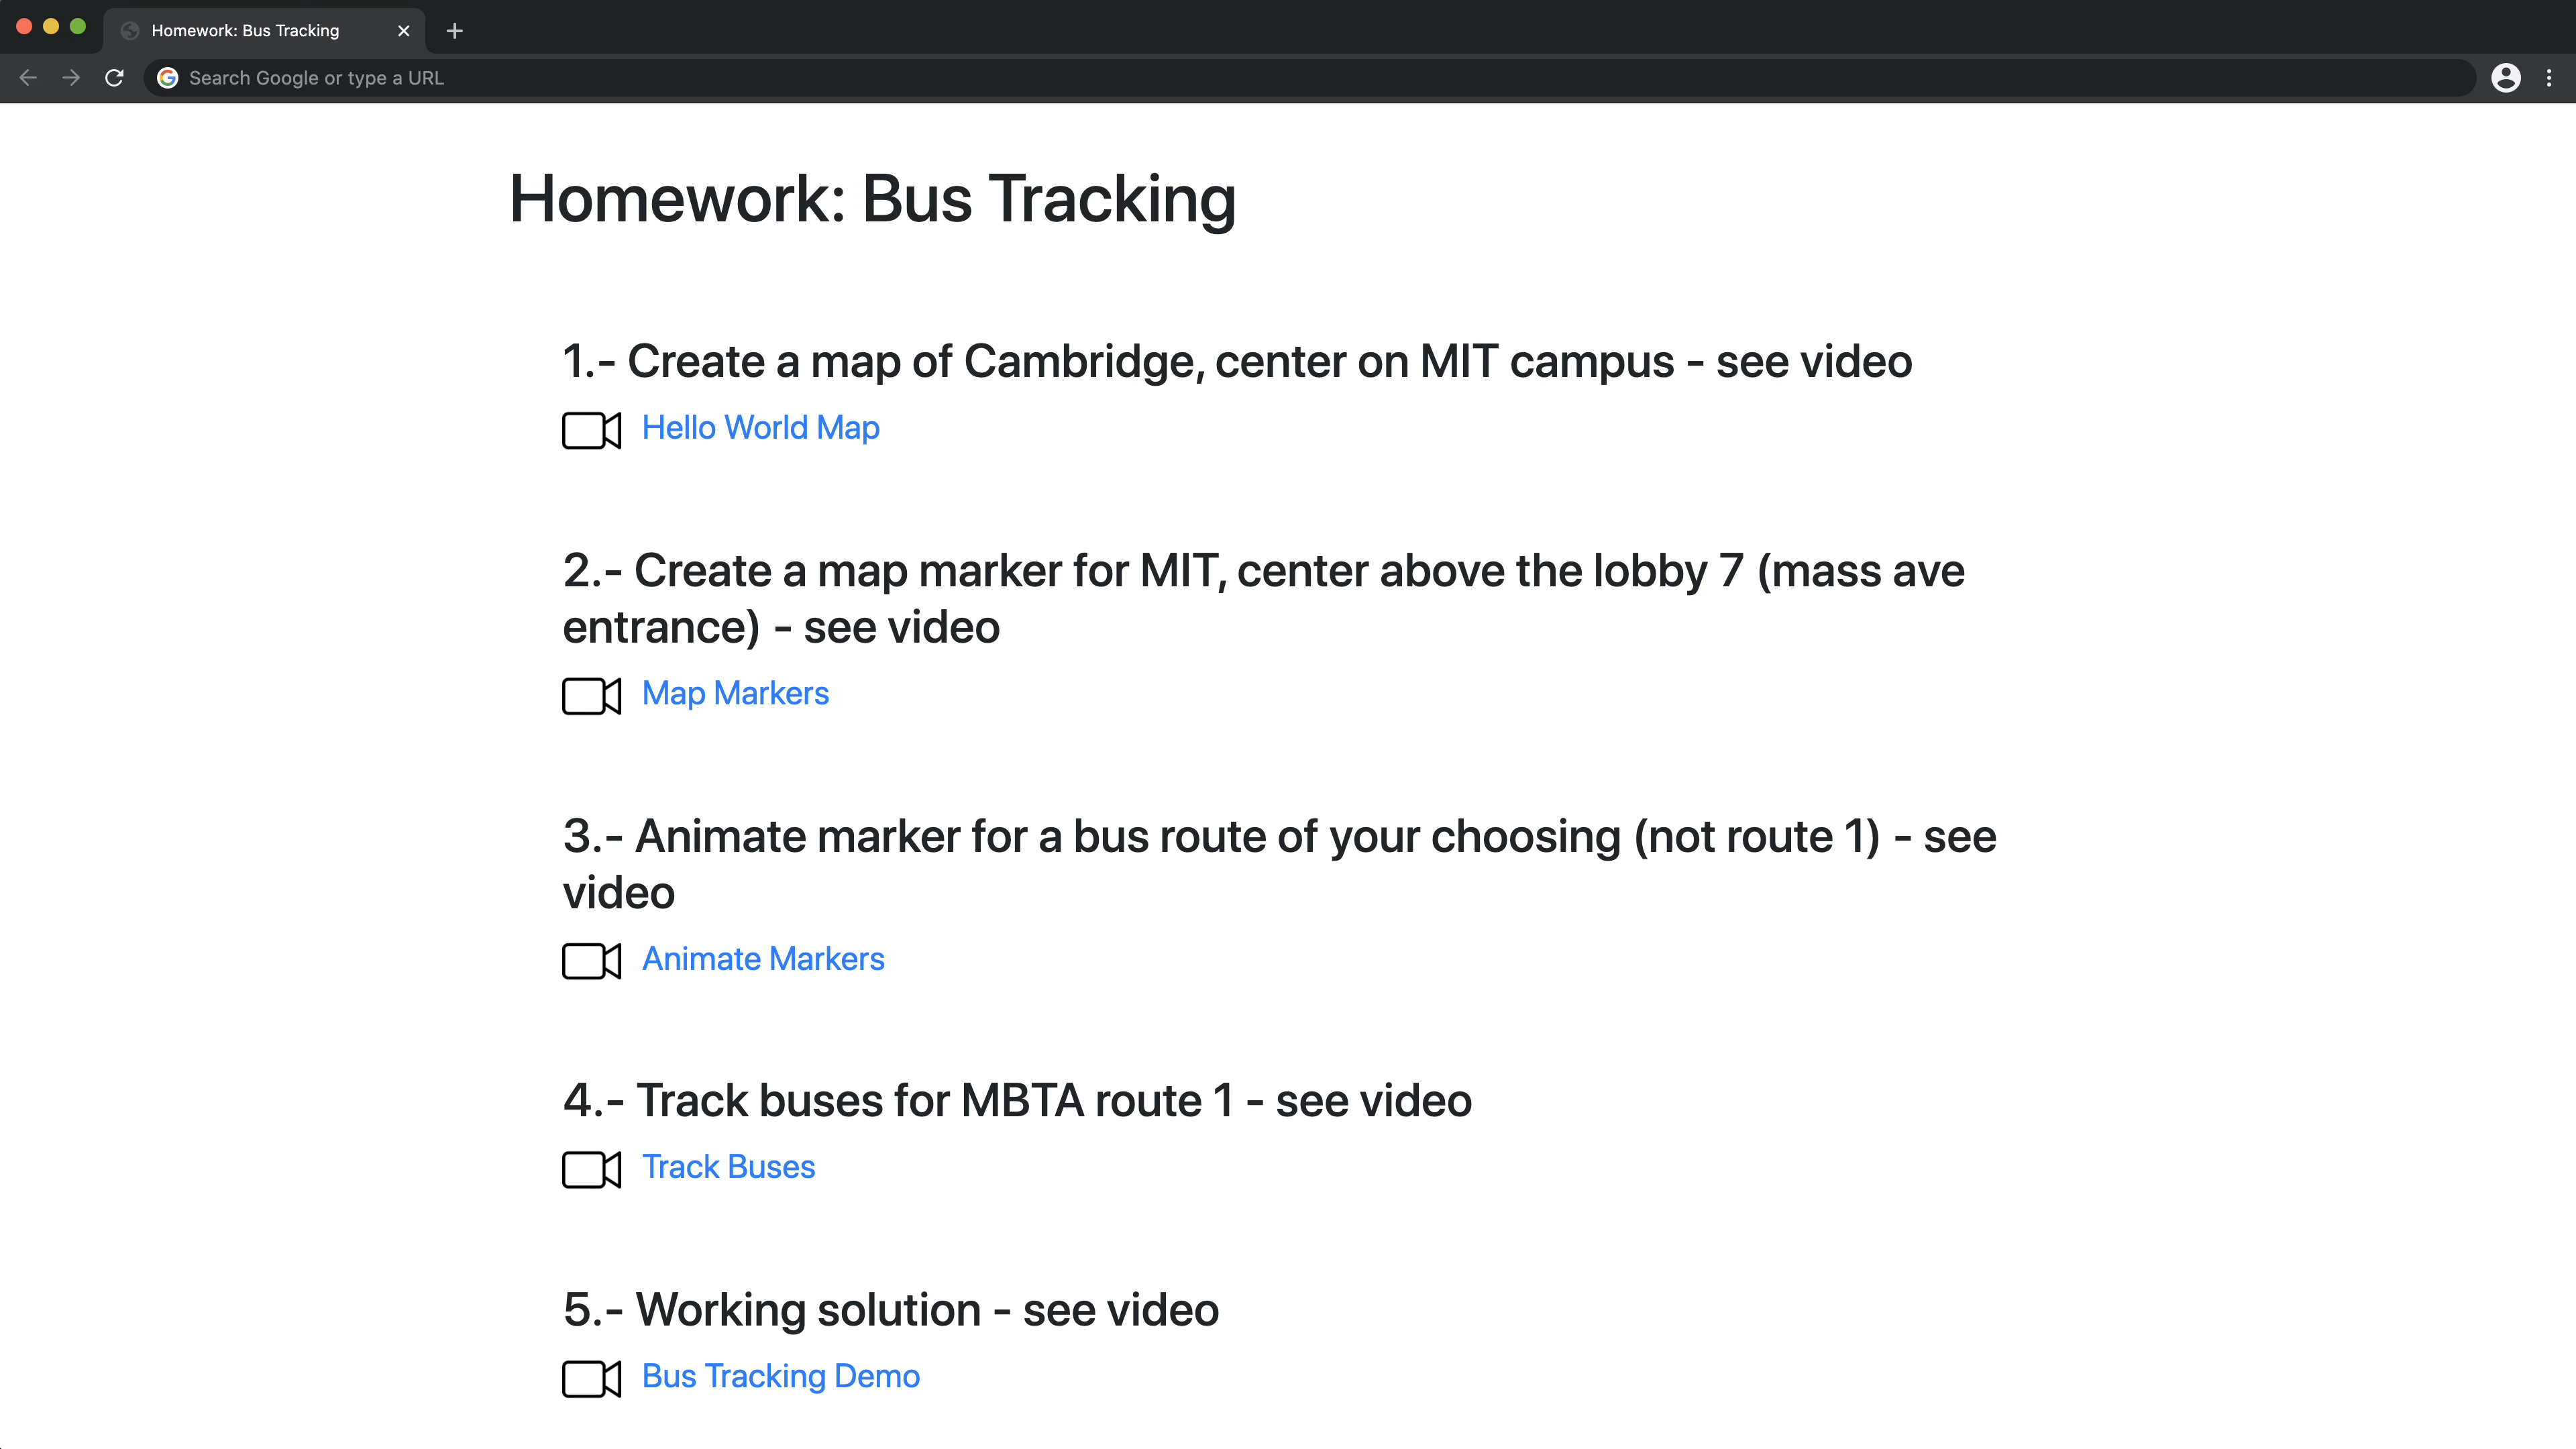 Homework: Bus Tracking
Search Google or type a URL
Homework: Bus Tracking
1.- Create a map of Cambridge, center on MIT campus - see video
Hello World Map
2.- Create a map marker for MIT, center above the lobby 7 (mass ave
entrance) - see video
Map Markers
3.- Animate marker for a bus route of your choosing (not route 1) - see
video
Animate Markers
4.- Track buses for MBTA route 1 - see video
Track Buses
5.- Working solution - see video
Bus Tracking Demo